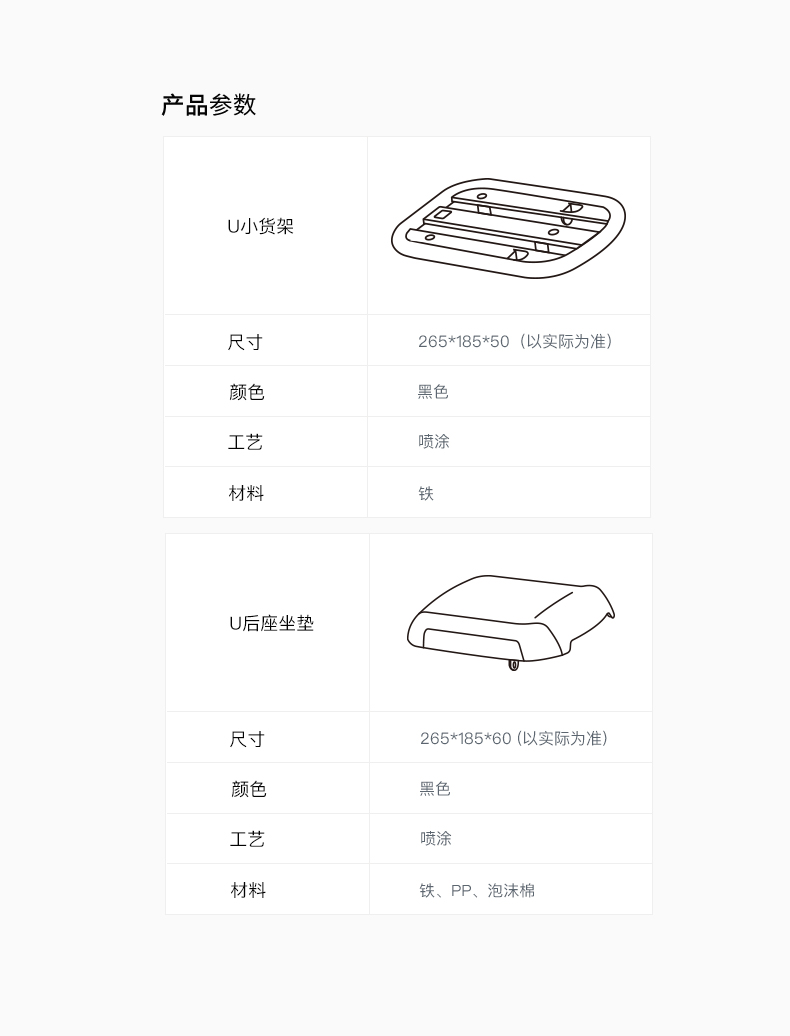 产品参数
U小货架
尺寸 265*185*50（以实际为准）
颜色 黑色
工艺 喷涂
材料 铁
U后座坐垫
尺寸 265*185*60 (以实际为准)
颜色 黑色
工艺 喷涂
材料 铁、PP、泡沫棉